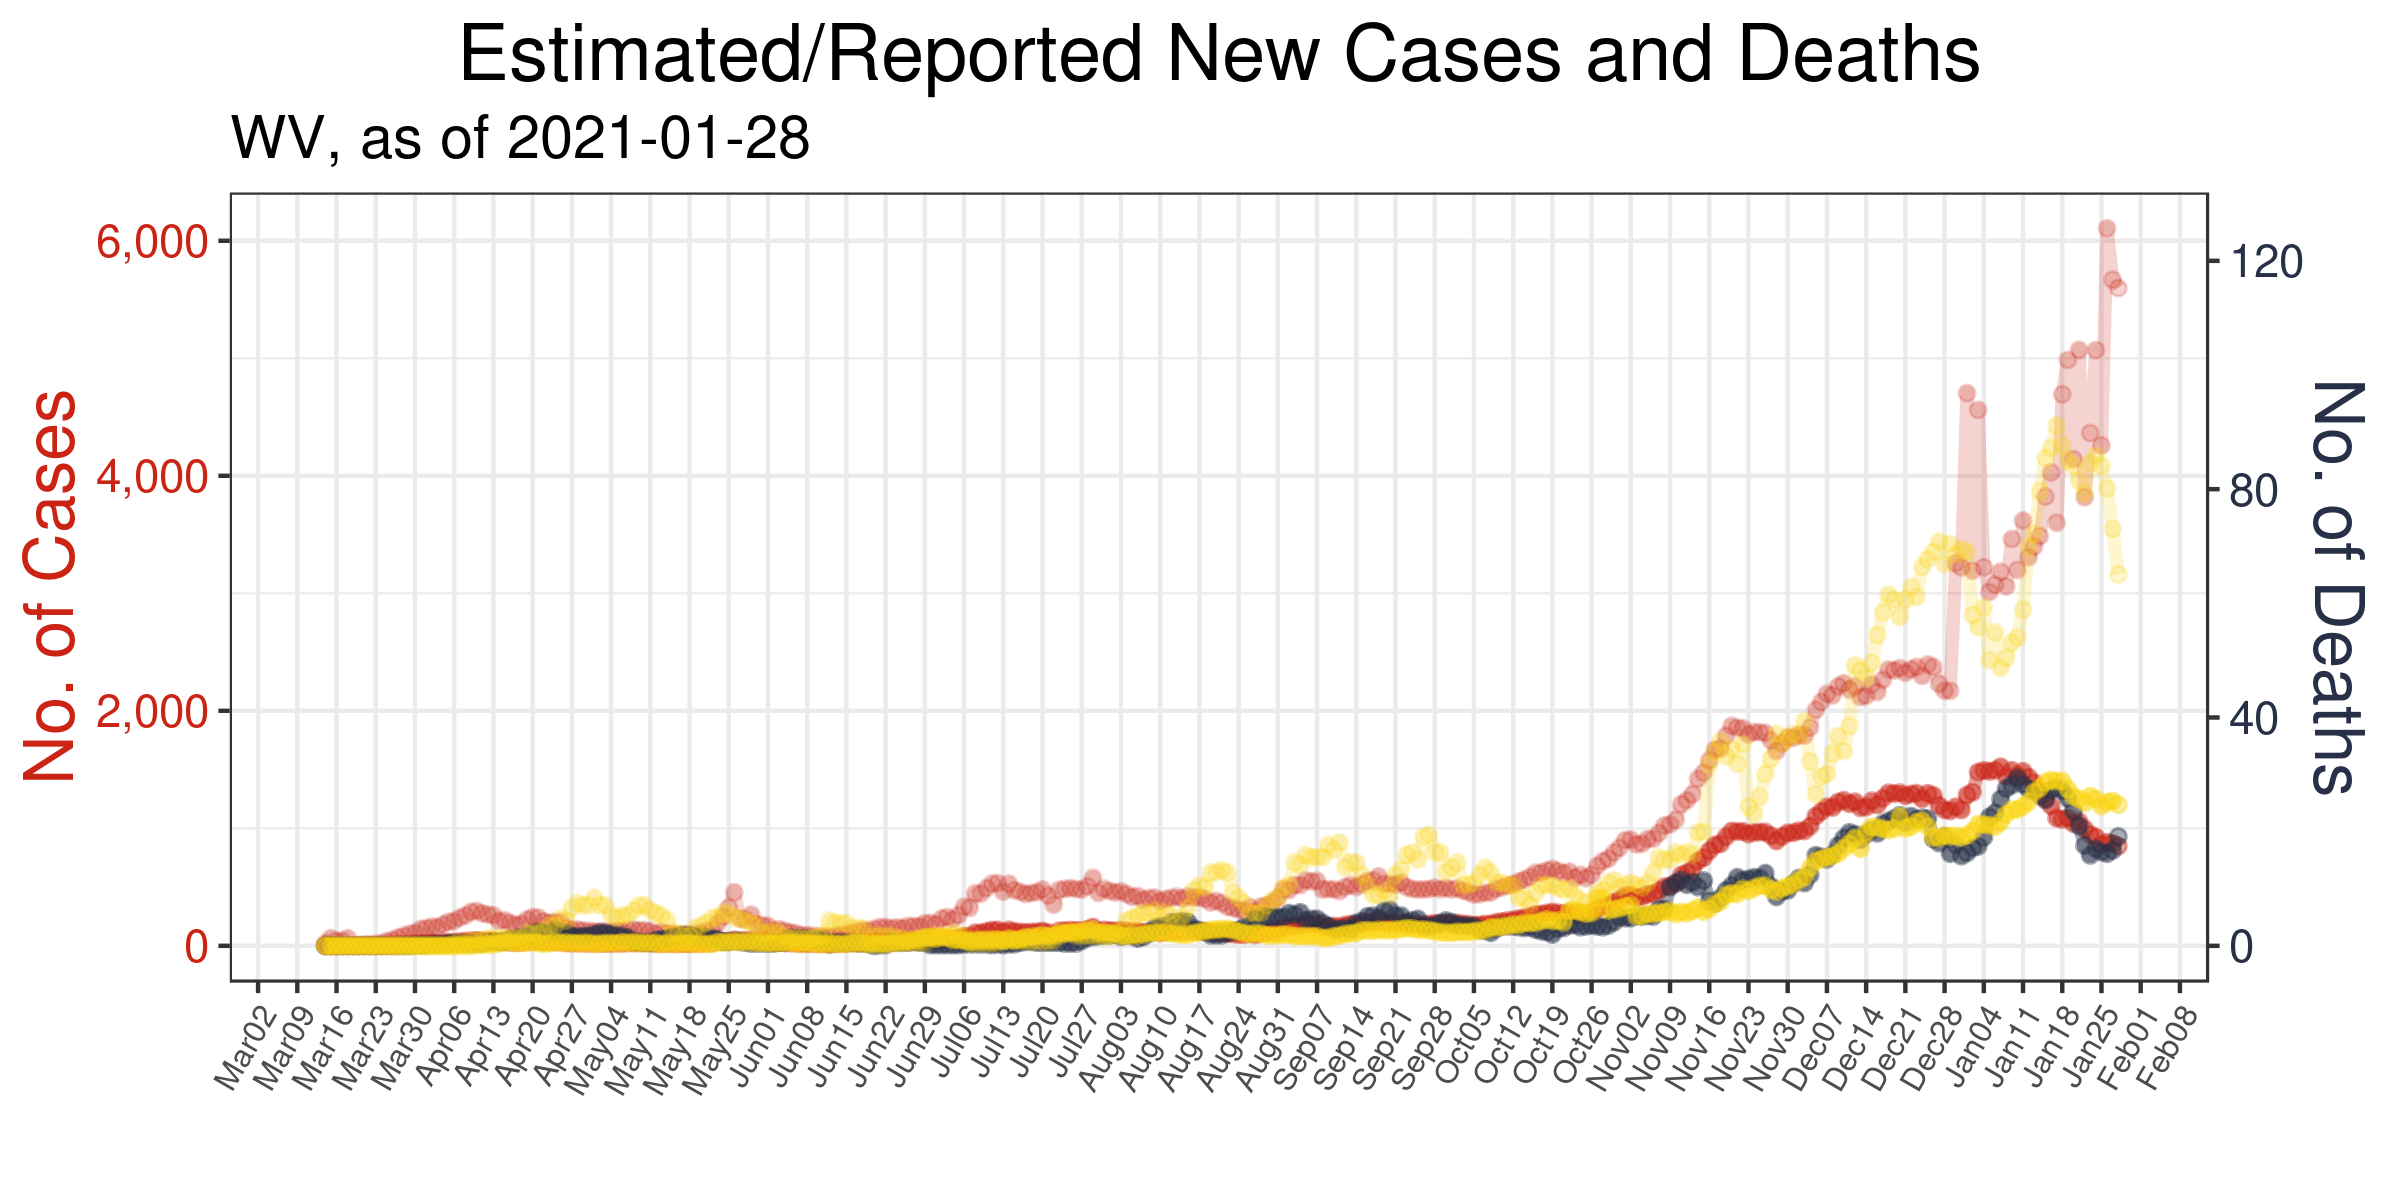 Estimated/Reported New Cases and Deaths
WV, as of 2021-01-28
No. of Cases
6,000
4,000
2,000
0
120
80
40
0
No. of Deaths
Mar02
Mar09
Mar16
Mar23
Mar30
Apr06
Apr13
Apr20
Apr27
May04
May11
May18
May25
Jun01
Jun08
Jun15
Jun22
Jun29
Jul06
Jul13
Jul20
Jul27
Aug03
Aug10
Aug17
Aug24
Aug31
Sep07
Sep14
Sep21
Sep28
Oct05
Oct12
Oct19
Oct26
Nov02
Nov09
Nov16
Nov23
Nov30
Dec07
Dec14
Dec21
Dec28
Jan04
Jan11
Jan18
Jan25
Feb01
Feb08